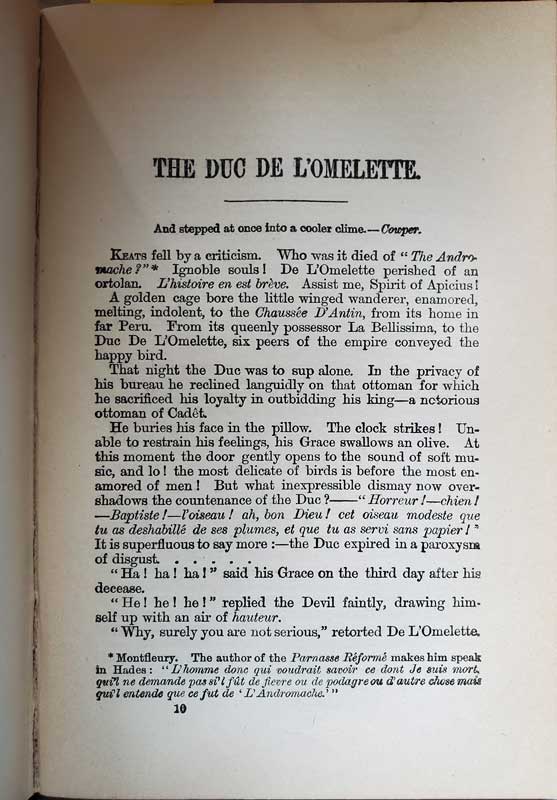 THE DUC DE L'OMELETTE.
And stepped at once into a cooler clime.—Cowper.
KEATS fell by a criticism. Who was it died of "The Andro-
mache?"* Ignoble souls! De L'Omelette perished of an
ortolan. L'histoire en est brève. Assist me, Spirit of Apicius!
A golden cage bore the little winged wanderer, enamored,
melting, indolent, to the Chaussée D'Antin, from its home in
far Peru. From its queenly possessor La Bellissima, to the
Duc De L'Omelette, six peers of the empire conveyed the
happy bird.
That night the Duc was to sup alone. In the privacy of
his bureau he reclined languidly on that ottoman for which
he sacrificed his loyalty in outbidding his king—a notorious
ottoman of Cadêt.
He buries his face in the pillow. The clock strikes! Un-
able to restrain his feelings, his Grace swallows an olive. At
this moment the door gently opens to the sound of soft mu-
sic, and lo! the most delicate of birds is before the most en-
amored of men! But what inexpressible dismay now over-
shadows the countenance of the Duc?——"Horreur!—chien!
—Baptiste!—l'oiseau! ah, bon Dieu! cet oiseau modeste que
tu as deshabillé de ses plumes, et que tu as servi sans papier!"
It is superfluous to say more:—the Duc expired in a paroxysm
of disgust. . . . . .
"Ha! ha! ha!" said his Grace on the third day after his
decease.
"He! he! he!" replied the Devil faintly, drawing him-
self up with an air of hauteur.
"Why, surely you are not serious," retorted De L'Omelette.
* Montfleury. The author of the Parnasse Réformé makes him speak
in Hades: "L'homme donc qui voudrait savoir ce dont Je suis mort,
qu'il ne demande pas si'l fût de fievre ou de podagre ou d'autre chose mais
qu'il entende que ce fut de 'L'Andromache.'"
10